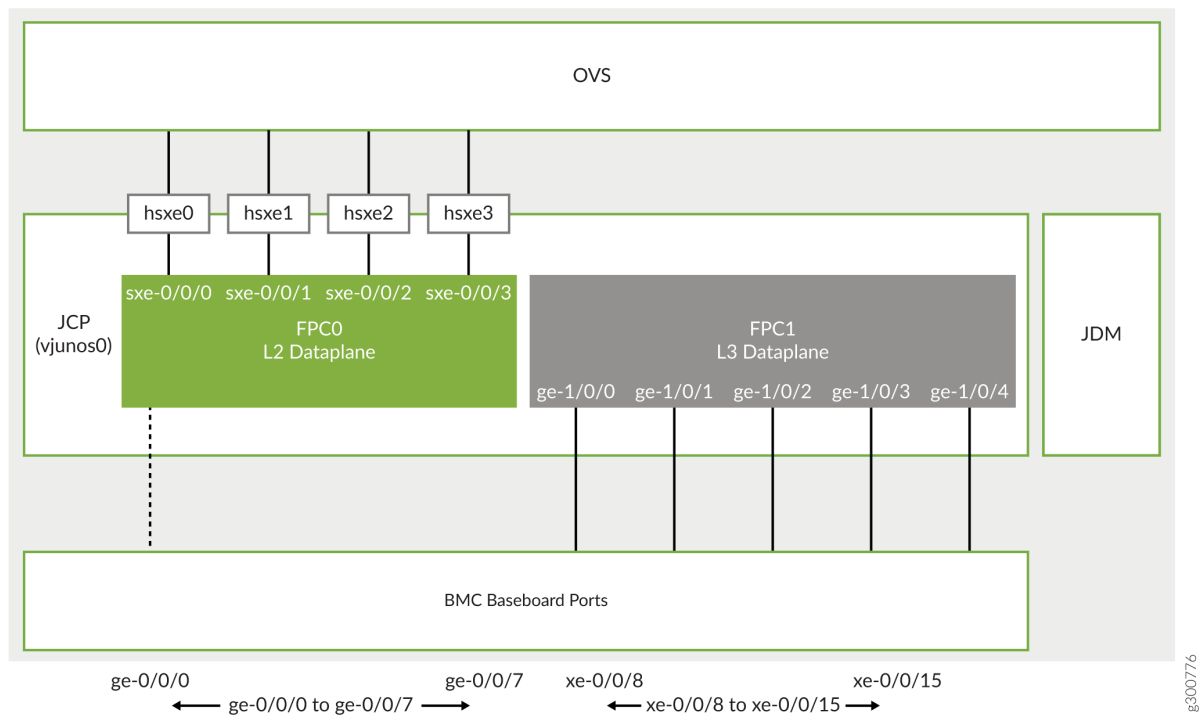 OVS
hsxe0 hsxe1 hsxe2 hsxe3
sxe-0/0/0 sxe-0/0/1 sxe-0/0/2 sxe-0/0/3
JCP
(vjunos0)
FPC0
L2 Dataplane
FPC1
L3 Dataplane
JDM
ge-1/0/0 ge-1/0/1 ge-1/0/2 ge-1/0/3 ge-1/0/4
BMC Baseboard Ports
ge-0/0/0 ge-0/0/7 xe-0/0/8 xe-0/0/15
ge-0/0/0 to ge-0/0/7 xe-0/0/8 to xe-0/0/15
g300776